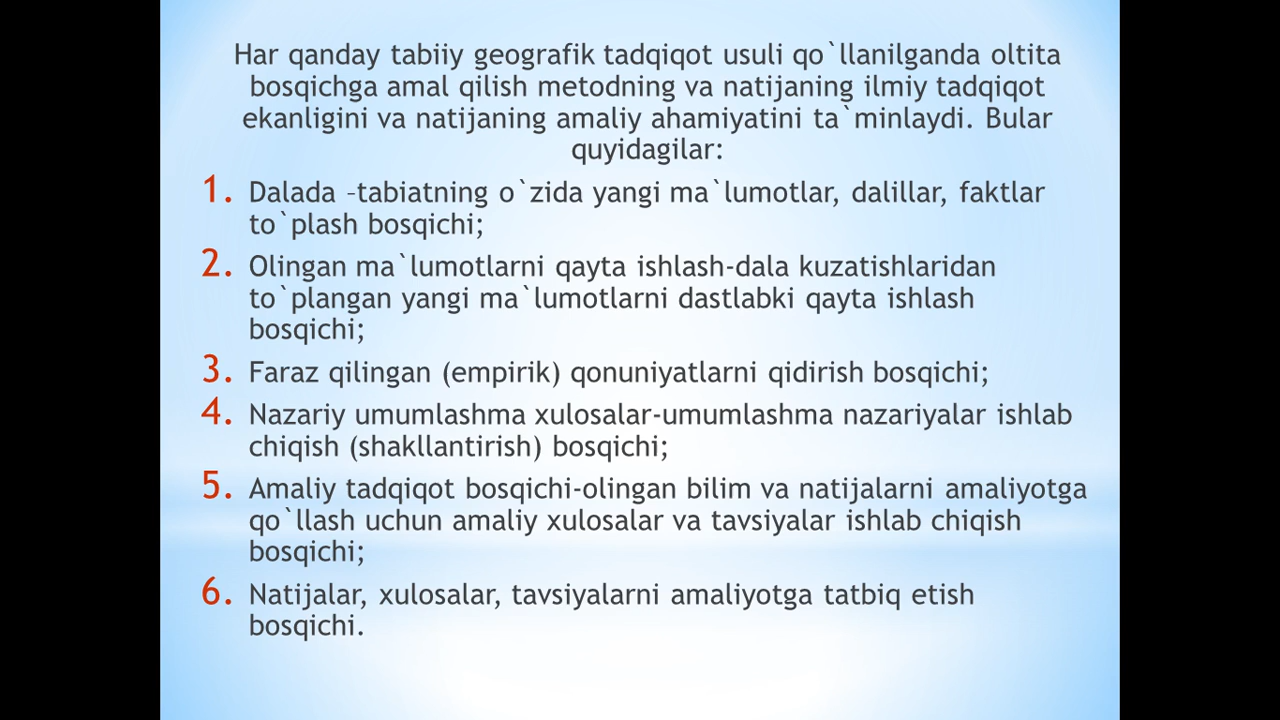 Har qanday tabiiy geografik tadqiqot usuli qo`llanilganda oltita
bosqichga amal qilish metodning va natijaning ilmiy tadqiqot
ekanligini va natijaning amaliy ahamiyatini ta`minlaydi. Bular
quyidagilar:
1. Dalada –tabiatning o`zida yangi ma`lumotlar, dalillar, faktlar
to`plash bosqichi;
2. Olingan ma`lumotlarni qayta ishlash-dala kuzatishlaridan
to`plangan yangi ma`lumotlarni dastlabki qayta ishlash
bosqichi;
3. Faraz qilingan (empirik) qonuniyatlarni qidirish bosqichi;
4. Nazariy umumlashma xulosalar-umumlashma nazariyalar ishlab
chiqish (shakllantirish) bosqichi;
5. Amaliy tadqiqot bosqichi-olingan bilim va natijalarni amaliyotga
qo`llash uchun amaliy xulosalar va tavsiyalar ishlab chiqish
bosqichi;
6. Natijalar, xulosalar, tavsiyalarni amaliyotga tatbiq etish
bosqichi.